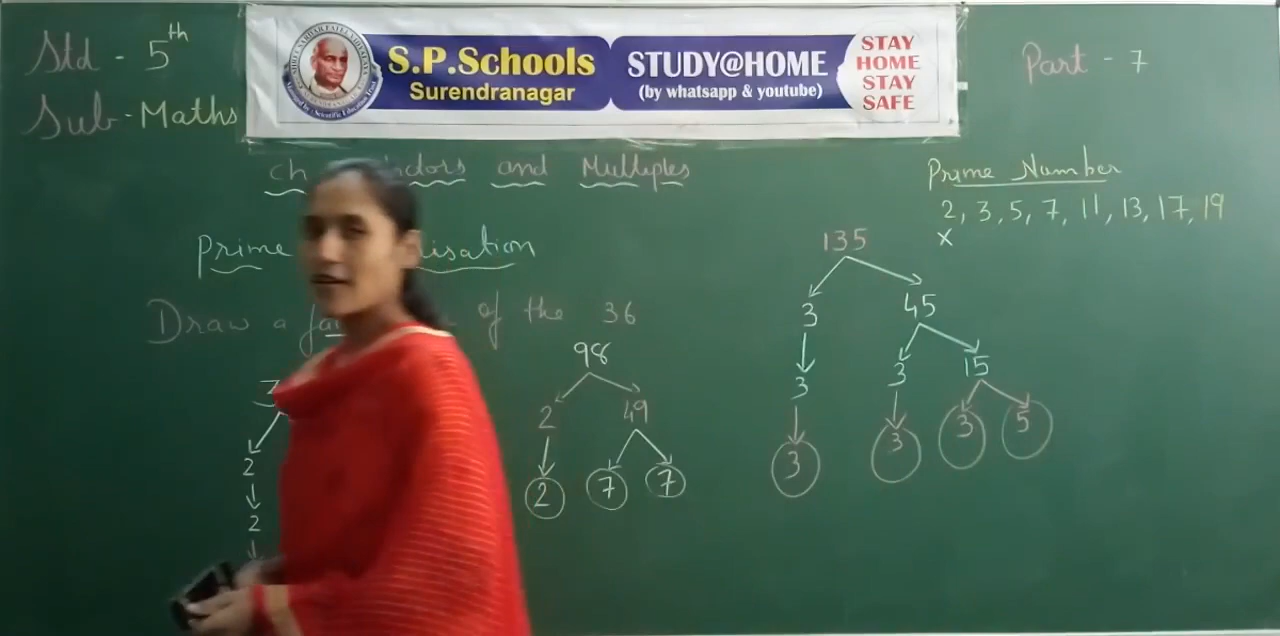 Std - 5th
Sub - Maths
S.P.Schools
Surendranagar
STUDY@HOME
(by whatsapp & youtube)
STAY
HOME
STAY
SAFE
Part - 7
ch and Multiples
Prime
Draw a of the 36
98
2 49
2 7 7
2
2
Prime Number
2, 3, 5, 7, 11, 13, 17, 19
x
135
3 45
3 3 15
3 3 3 5